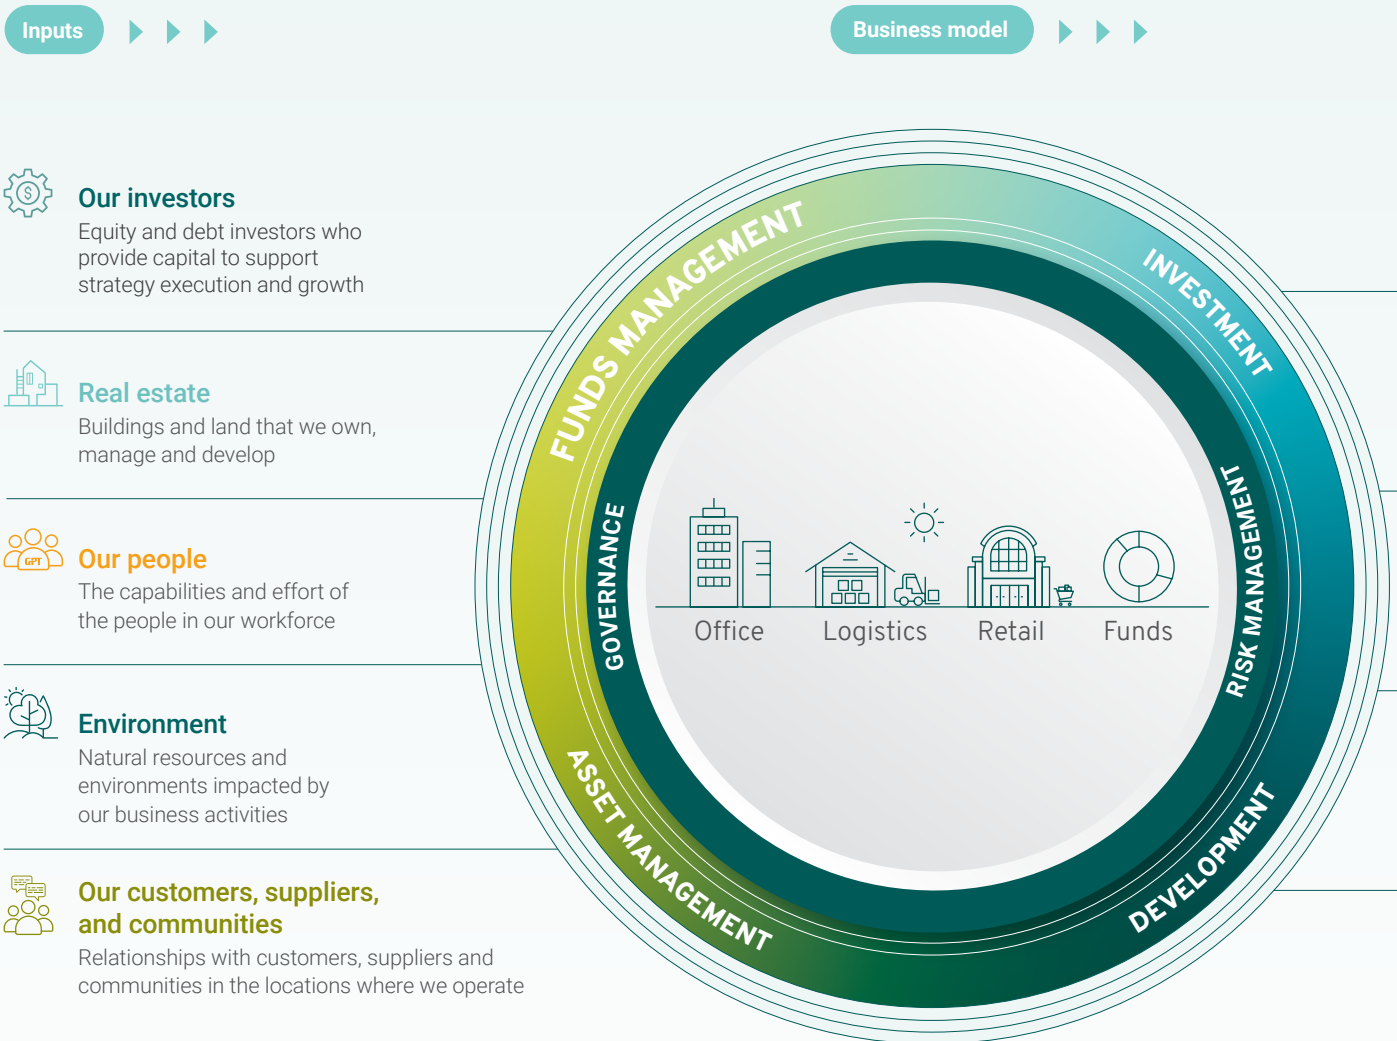 Inputs
Business model
Our investors
Equity and debt investors who
provide capital to support
strategy execution and growth
Real estate
Buildings and land that we own,
manage and develop
GPT
Our people
The capabilities and effort of
the people in our workforce
Environment
Natural resources and
environments impacted by
our business activities
Our customers, suppliers,
and communities
Relationships with customers, suppliers and
communities in the locations where we operate
FUNDS MANAGEMENT
INVESTMENT
GOVERNANCE
RISK MANAGEMENT
Office
Logistics
Retail
Funds
ASSET MANAGEMENT
DEVELOPMENT